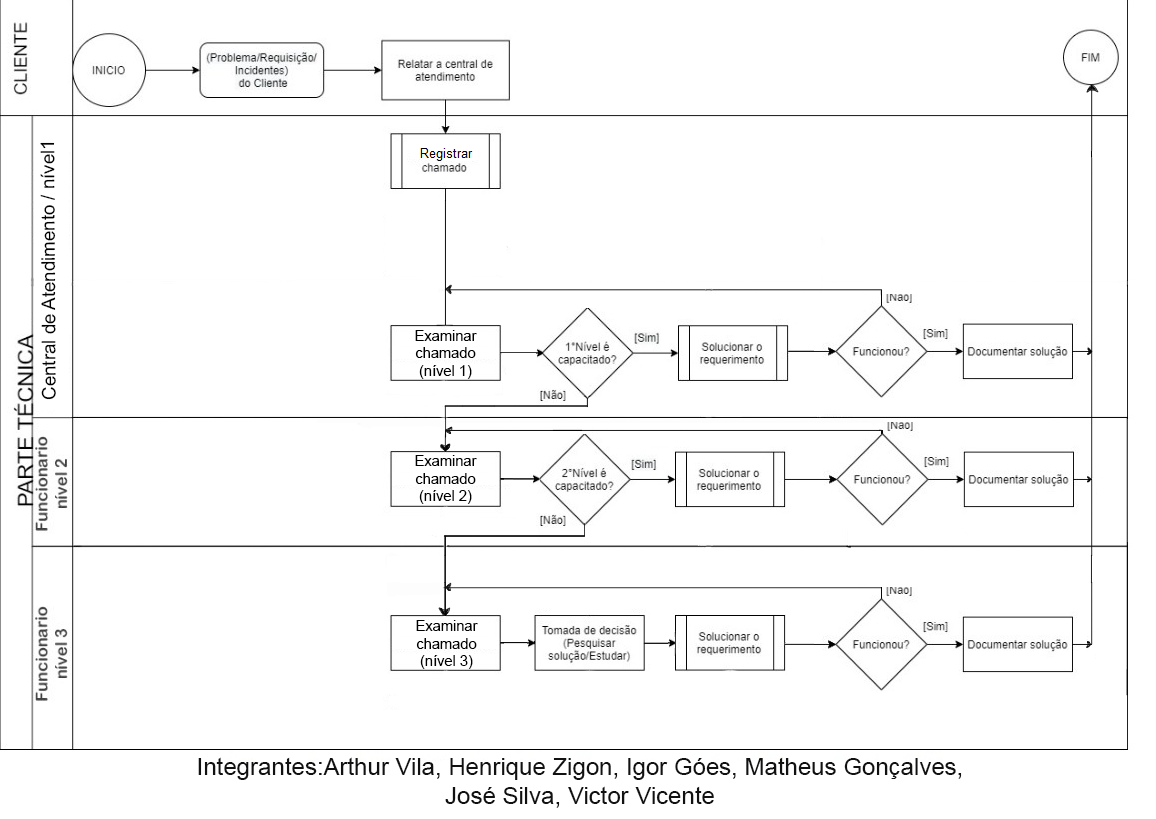 CLIENTE
INICIO
(Problema/Requisição/
Incidentes)
do Cliente
Relatar a central de
atendimento
FIM
PARTE TÉCNICA
Central de Atendimento / nível1
Registrar
chamado
Examinar
chamado
(nível 1)
1°Nível é
capacitado?
[Sim]
[Não]
Solucionar o
requerimento
Funcionou?
[Não]
[Sim]
Documentar solução
Funcionario
nível 2
Examinar
chamado
(nível 2)
2°Nível é
capacitado?
[Sim]
[Não]
Solucionar o
requerimento
Funcionou?
[Não]
[Sim]
Documentar solução
Funcionario
nível 3
Examinar
chamado
(nível 3)
Tomada de decisão
(Pesquisar
solução/Estudar)
Solucionar o
requerimento
Funcionou?
[Não]
[Sim]
Documentar solução
Integrantes:Arthur Vila, Henrique Zigon, Igor Góes, Matheus Gonçalves,
José Silva, Victor Vicente